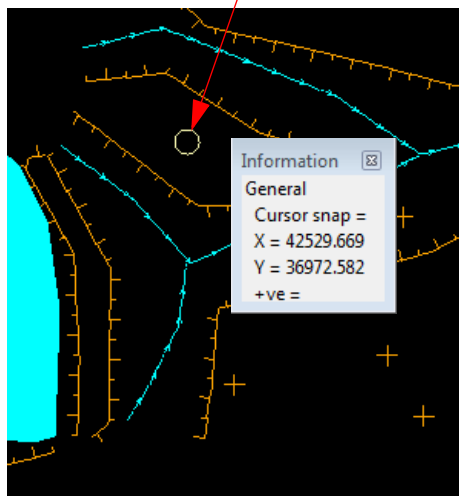 Information
General
Cursor snap =
X = 42529.669
Y = 36972.582
+ve =